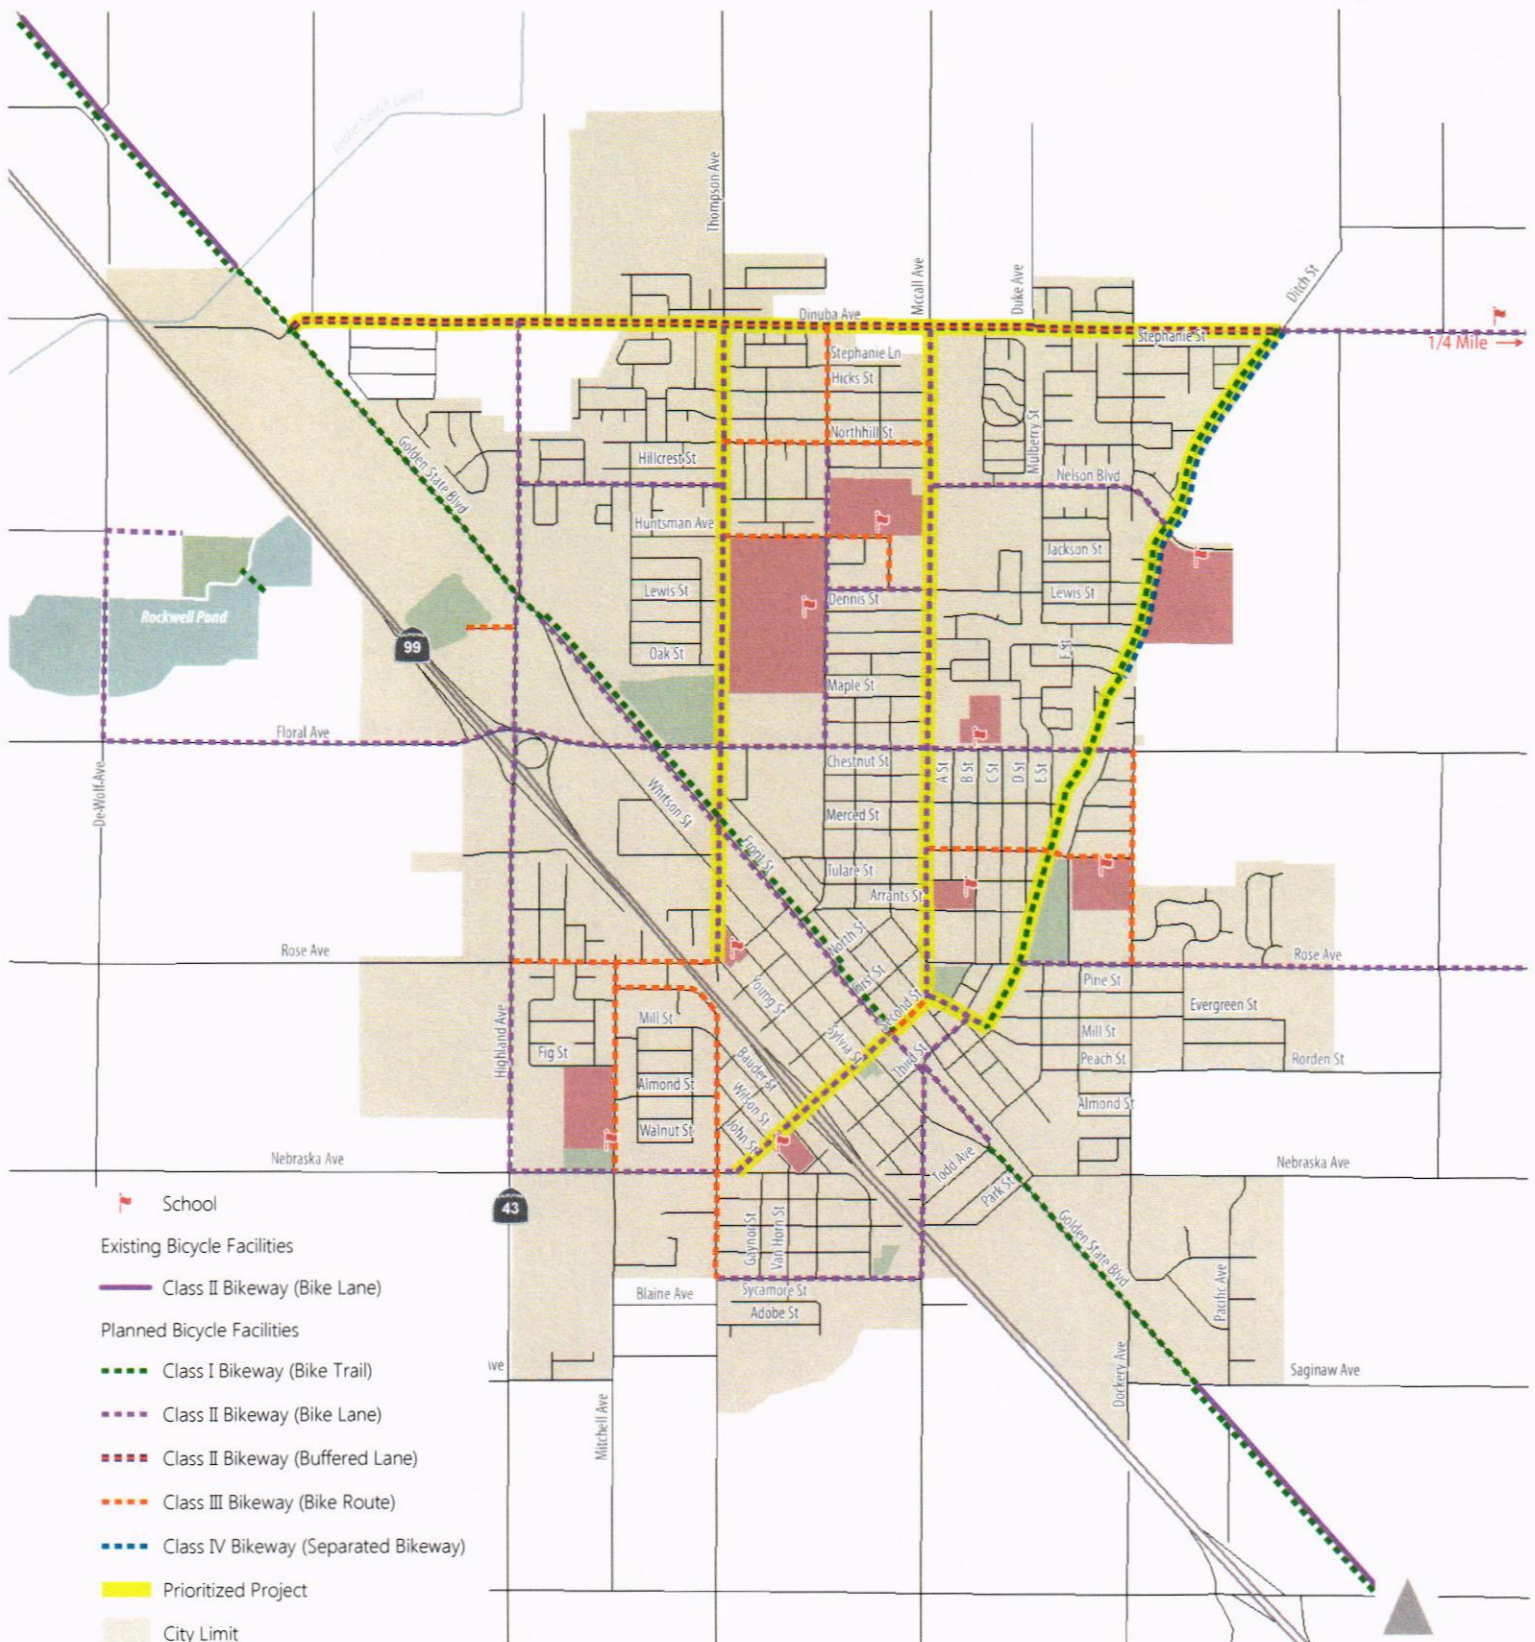 Fowler Switch Canal
Thompson Ave
Mccall Ave
Duke Ave
Ditch St
Dinuba Ave
Stephanie St
1/4 Mile
Stephanie Ln
Hicks St
Northhill St
Mulberry St
Golden State Blvd
Hillcrest St
Nelson Blvd
Huntsman Ave
Jackson St
Lewis St
Dennis St
Lewis St
Rockwell Pond
99
Oak St
F St
Maple St
Floral Ave
Chestnut St
A St
B St
C St
D St
E St
De Wolf Ave
Whitson St
Merced St
Front St
Tulare St
Arrants St
North St
Rose Ave
Rose Ave
First St
Pine St
Young St
Second St
Evergreen St
Highland Ave
Mill St
Sylvia St
Mill St
Fig St
Third St
Peach St
Rorden St
Bauder St
Almond St
Wilson St
Almond St
Walnut St
John St
Nebraska Ave
Todd Ave
Nebraska Ave
Park St
43
Golden State Blvd
Gaynor St
Van Horn St
Blaine Ave
Sycamore St
Adobe St
Pacific Ave
Dockery Ave
Saginaw Ave
Ave
Mitchell Ave
School
Existing Bicycle Facilities
Class II Bikeway (Bike Lane)
Planned Bicycle Facilities
Class I Bikeway (Bike Trail)
Class II Bikeway (Bike Lane)
Class II Bikeway (Buffered Lane)
Class III Bikeway (Bike Route)
Class IV Bikeway (Separated Bikeway)
Prioritized Project
City Limit